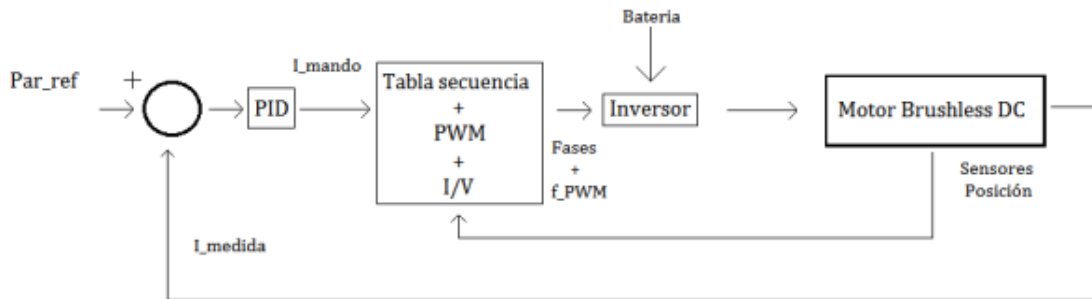 Bateria
Par_ref
+
I_mando
PID
Tabla secuencia
+
PWM
+
I/V
Inversor
Motor Brushless DC
Fases
+
f_PWM
Sensores
Posición
I_medida